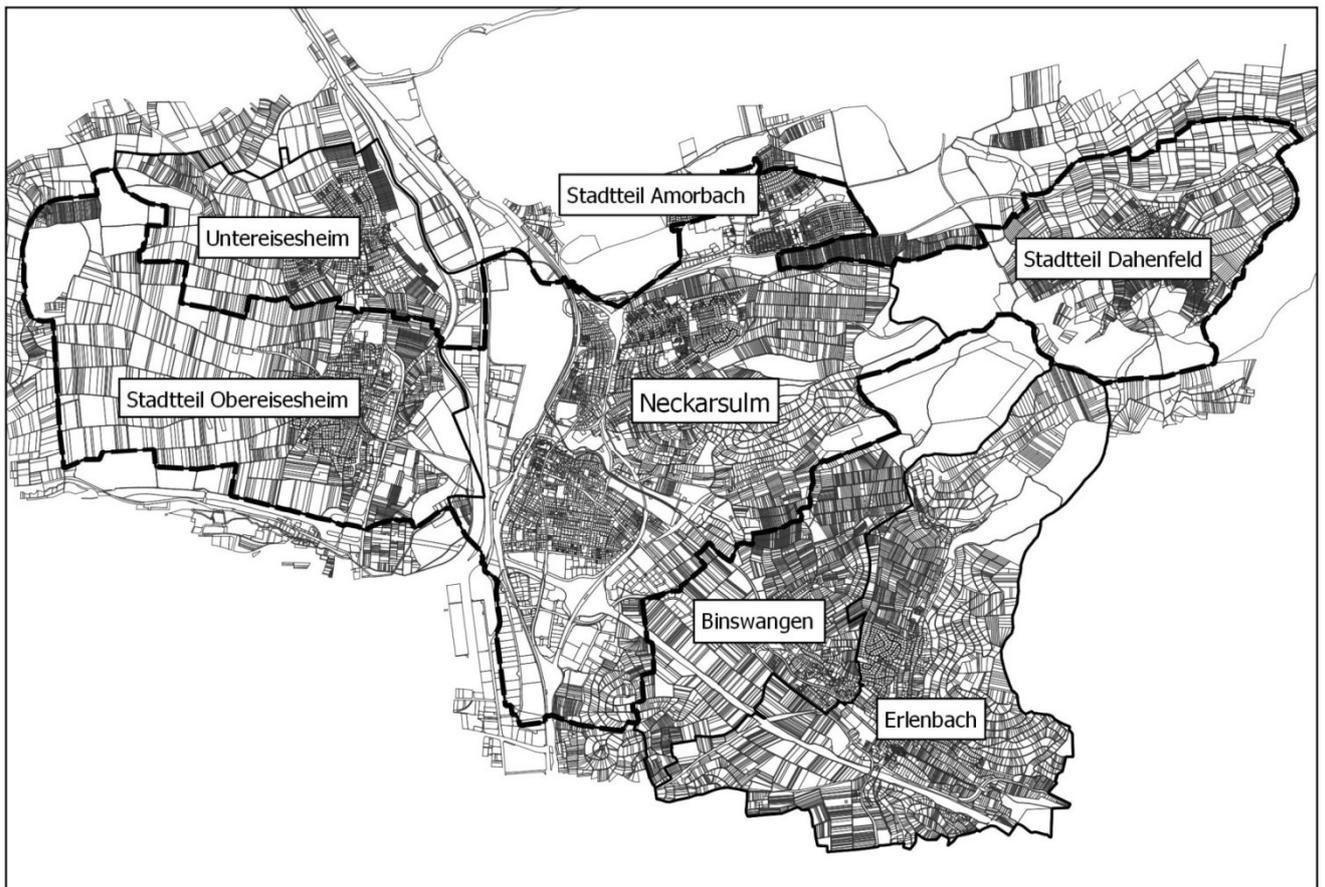 Stadtteil Amorbach
Untereisesheim
Stadtteil Dahenfeld
Stadtteil Obereisesheim
Neckarsulm
Binswangen
Erlenbach